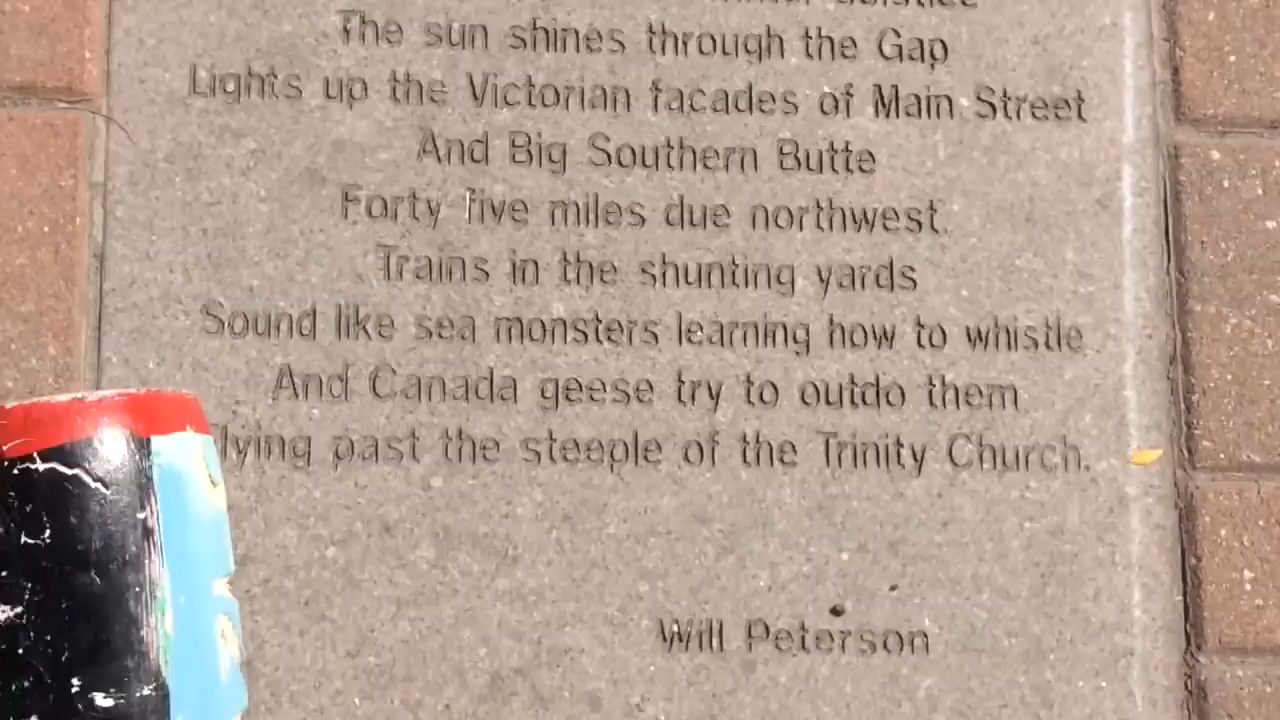 Solstice
The sun shines through the Gap
Lights up the Victorian facades of Main Street
And Big Southern Butte
Forty five miles due northwest.
Trains in the shunting yards
Sound like sea monsters learning how to whistle
And Canada geese try to outdo them
Flying past the steeple of the Trinity Church.
Will Peterson